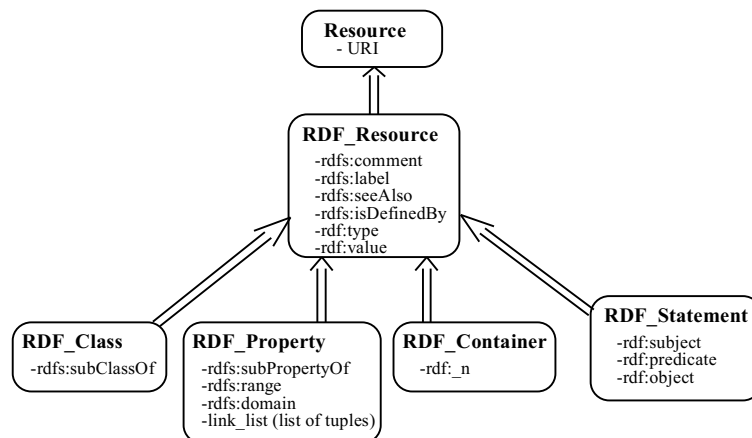 Resource
- URI
RDF_Resource
-rdfs:comment
-rdfs:label
-rdfs:seeAlso
-rdfs:isDefinedBy
-rdf:type
-rdf:value
RDF_Class
-rdfs:subClassOf
RDF_Property
-rdfs:subPropertyOf
-rdfs:range
-rdfs:domain
-link_list (list of tuples)
RDF_Container
-rdf:_n
RDF_Statement
-rdf:subject
-rdf:predicate
-rdf:object